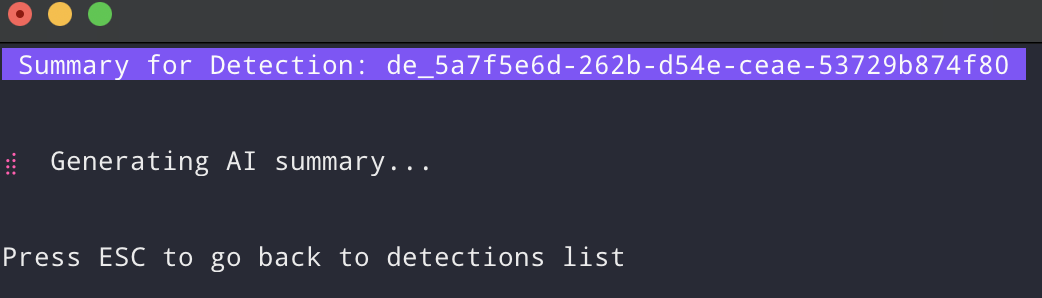 Summary for Detection: de_5a7f5e6d-262b-d54e-ceae-53729b874f80
Generating AI summary...
Press ESC to go back to detections list